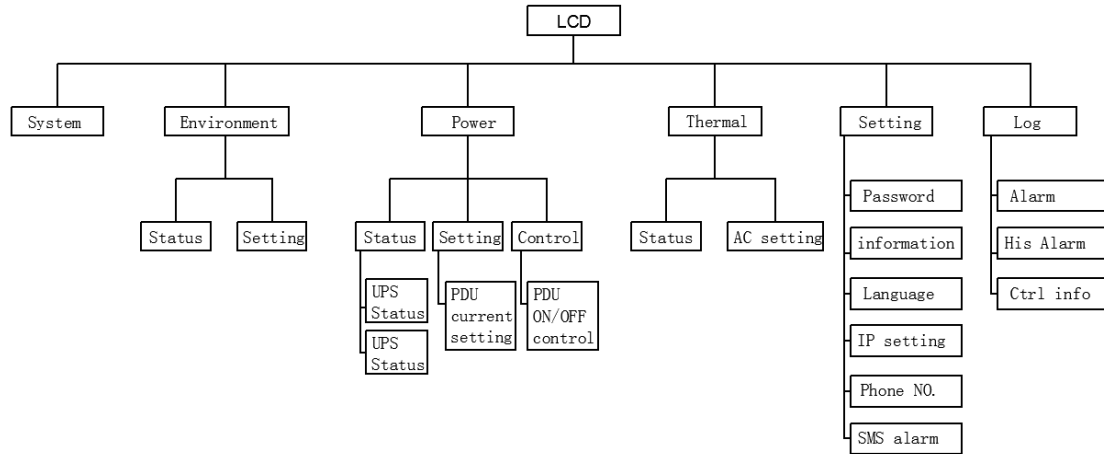 LCD
System
Environment
Power
Thermal
Setting
Log
Status
Setting
Status
Setting
Control
Status
AC setting
UPS
Status
UPS
Status
PDU
current
setting
PDU
ON/OFF
control
Password
information
Language
IP setting
Phone NO.
SMS alarm
Alarm
His Alarm
Ctrl info